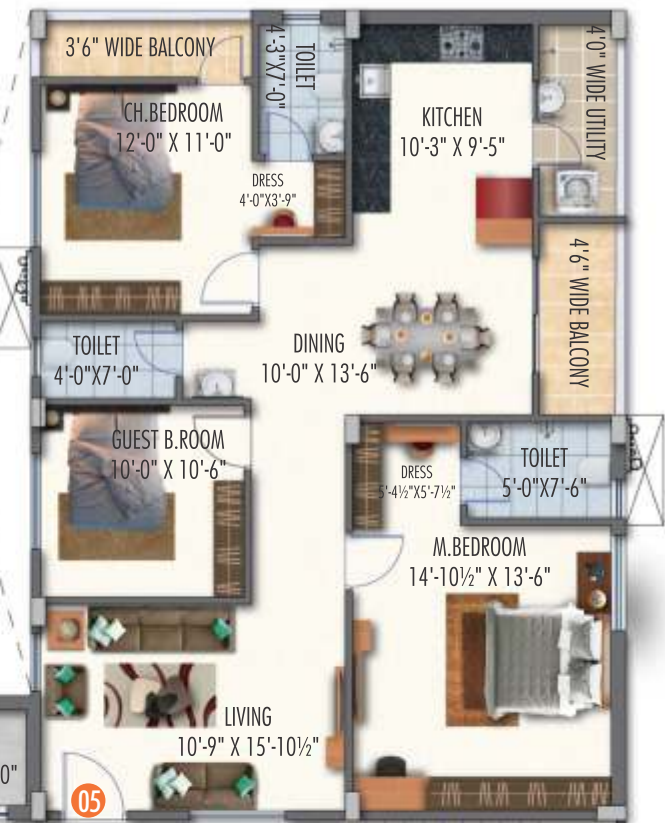 3'6" WIDE BALCONY
4'-3"X7'-0"
TOILET
CH.BEDROOM
12'-0" X 11'-0"
DRESS
4'-0"X3'-9"
KITCHEN
10'-3" X 9'-5"
4'0" WIDE UTILITY
4'6" WIDE BALCONY
TOILET
4'-0"X7'-0"
DINING
10'-0" X 13'-6"
GUEST B.ROOM
10'-0" X 10'-6"
DRESS
5'-4½"X5'-7½"
TOILET
5'-0"X7'-6"
M.BEDROOM
14'-10½" X 13'-6"
LIVING
10'-9" X 15'-10½"
0"
05